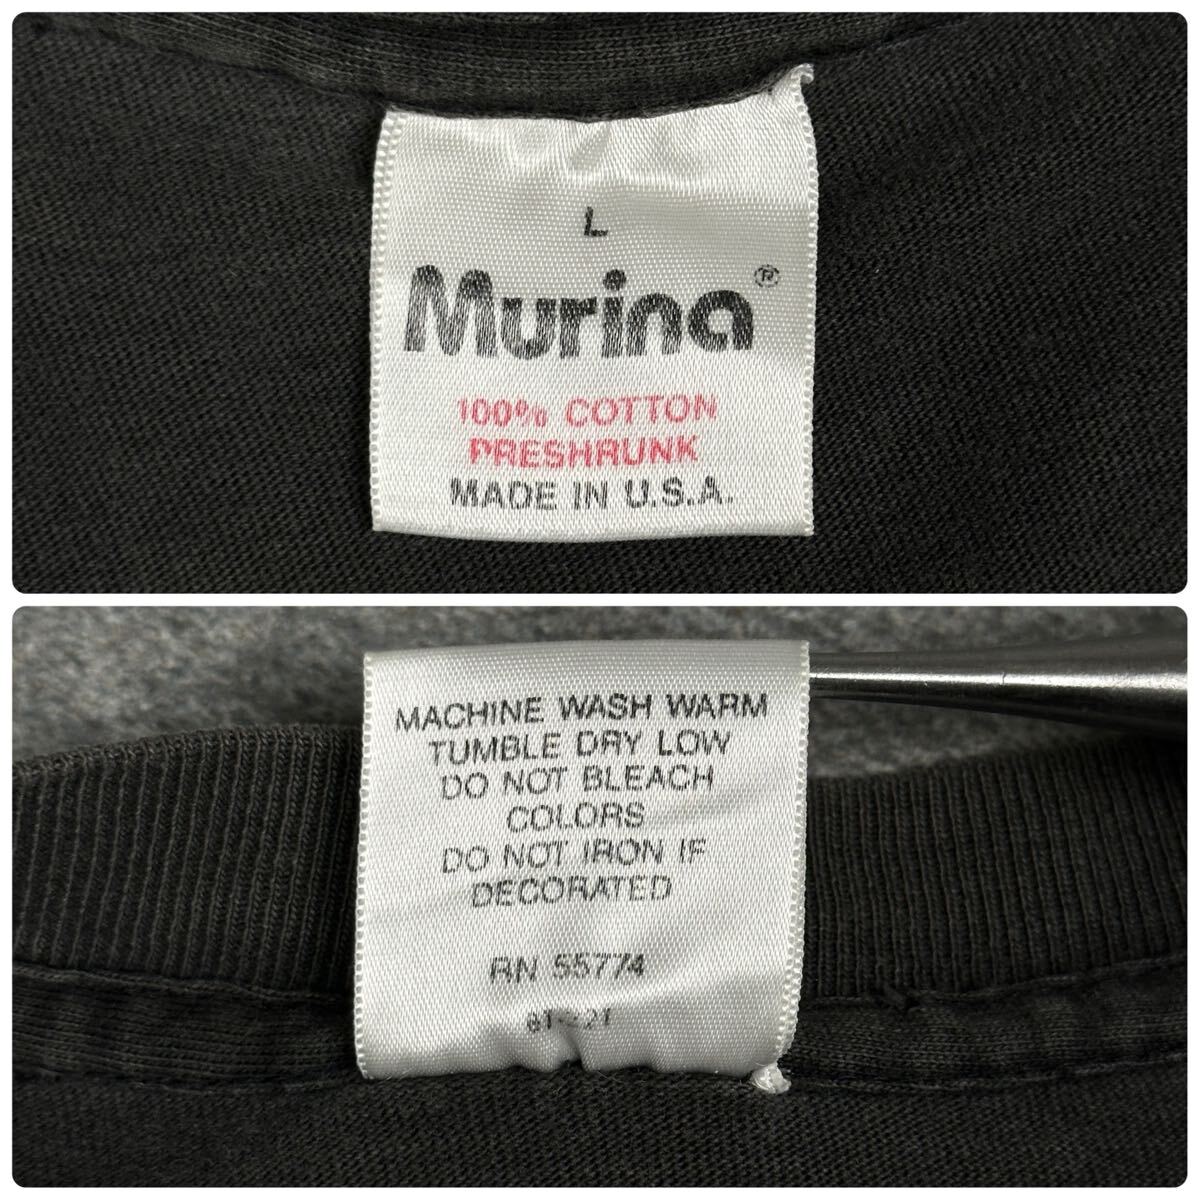 L
Murina®
100% COTTON
PRESHRUNK
MADE IN U.S.A.
MACHINE WASH WARM
TUMBLE DRY LOW
DO NOT BLEACH
COLORS
DO NOT IRON IF
DECORATED
RN 55774